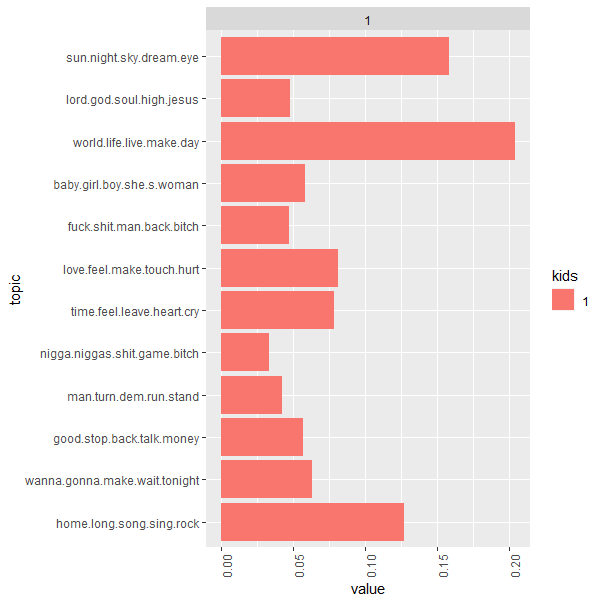 1
sun.night.sky.dream.eye
lord.god.soul.high.jesus
world.life.live.make.day
baby.girl.boy.she.s.woman
fuck.shit.man.back.bitch
love.feel.make.touch.hurt
time.feel.leave.heart.cry
nigga.niggas.shit.game.bitch
man.turn.dem.run.stand
good.stop.back.talk.money
wanna.gonna.make.wait.tonight
home.long.song.sing.rock
topic
0.00
0.05
0.10
0.15
0.20
value
kids
1